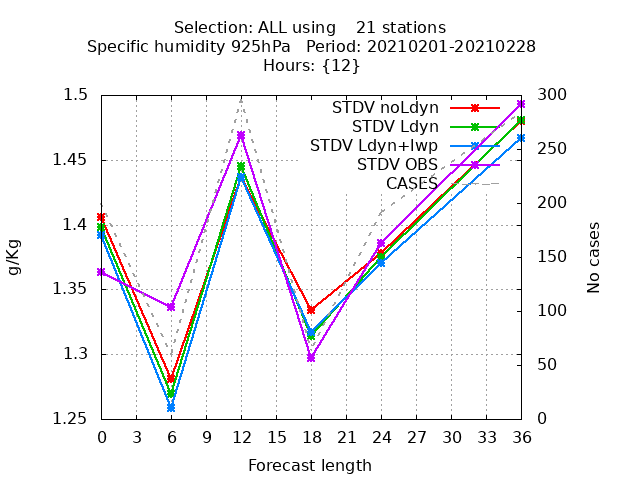 Selection: ALL using 21 stations
Specific humidity 925hPa Period: 20210201-20210228
Hours: {12}
1.5
1.45
1.4
1.35
1.3
1.25
g/Kg
STDV noLdyn
STDV Ldyn
STDV Ldyn+Iwp
STDV OBS
CASES
300
250
200
150
100
50
0
No cases
0 3 6 9 12 15 18 21 24 27 30 33 36
Forecast length